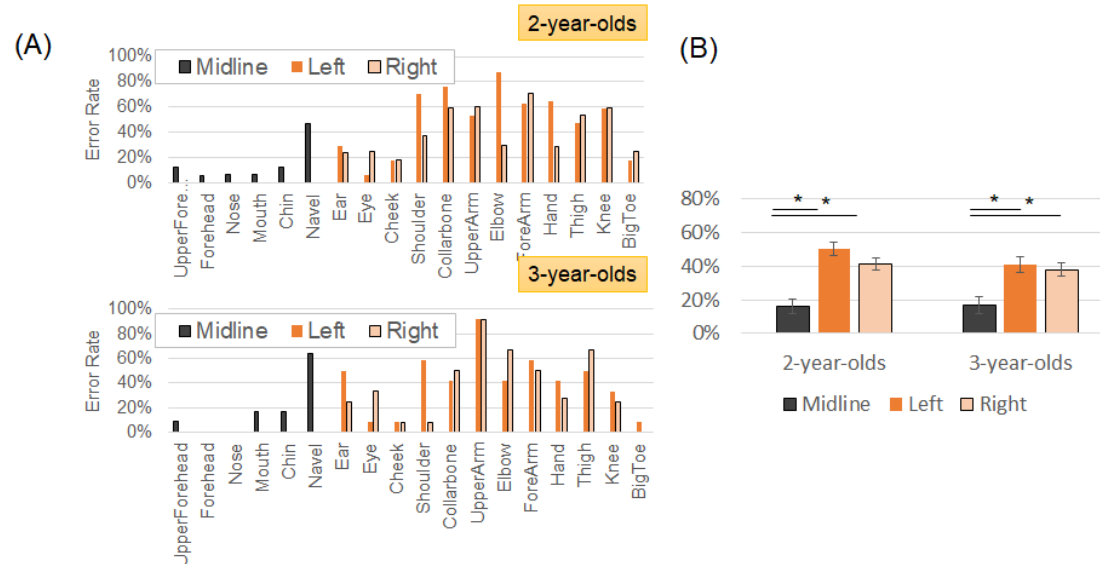 (A)
2-year-olds
100%
80%
60%
40%
20%
0%
Error Rate
Midline Left Right
UpperFore...
Forehead
Nose
Mouth
Chin
Navel
Ear
Eye
Cheek
Shoulder
Collarbone
UpperArm
Elbow
ForeArm
Hand
Thigh
Knee
BigToe
3-year-olds
100%
80%
60%
40%
20%
0%
Error Rate
Midline Left Right
UpperForehead
Forehead
Nose
Mouth
Chin
Navel
Ear
Eye
Cheek
Shoulder
Collarbone
UpperArm
Elbow
ForeArm
Hand
Thigh
Knee
BigToe
(B)
80%
60%
40%
20%
0%
* *
* *
2-year-olds 3-year-olds
Midline Left Right